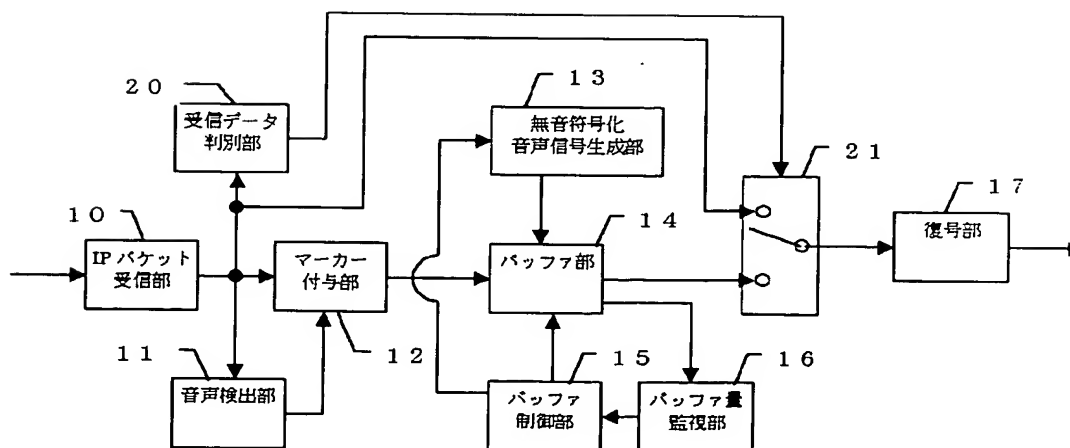 20
受信データ
判別部
13
無音符号化
音声信号生成部
21
10
IPパケット
受信部
マーカー
付与部
12
14
バッファ部
17
復号部
11
音声検出部
15
バッファ
制御部
16
バッファ量
監視部